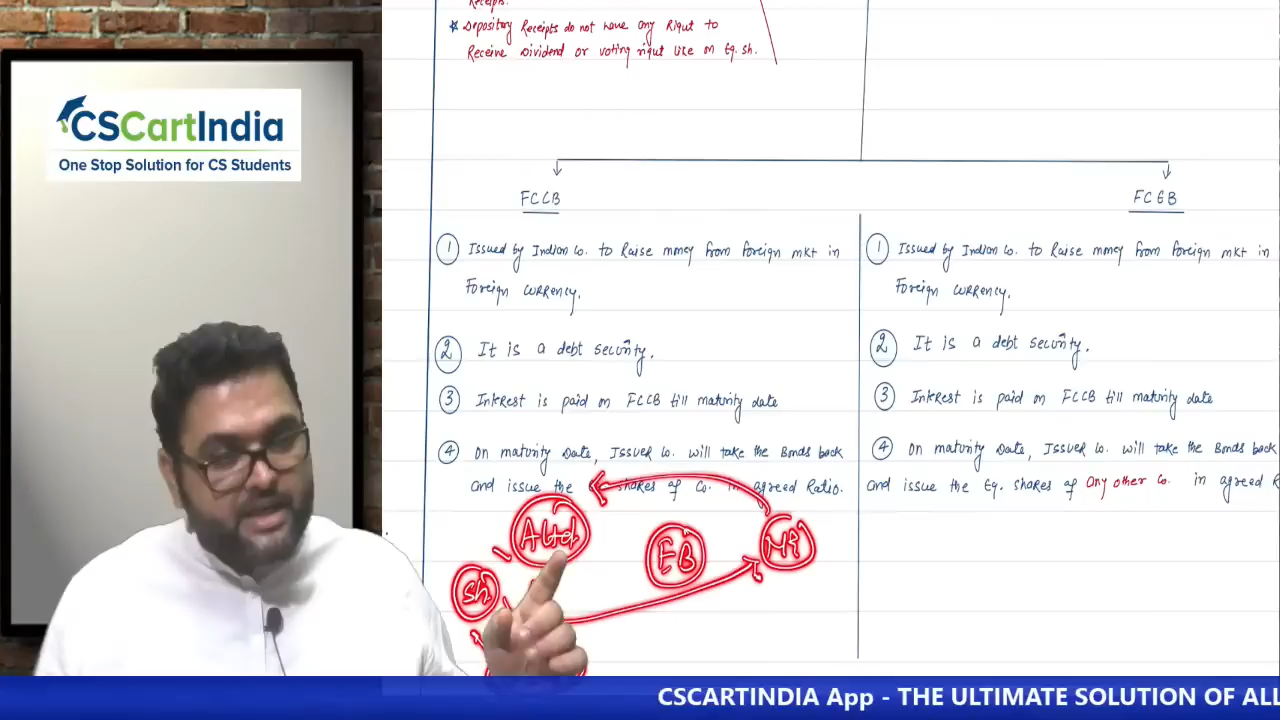 CSCartIndia
One Stop Solution for CS Students
Receipts.
* Depository Receipts do not have any Right to
Receive Dividend or voting right like on Eq. sh.
FCCB
① Issued by Indian Co. to Raise money from foreign mkt in
Foreign currency.
② It is a debt security.
③ Interest is paid on FCCB till maturity date
④ On maturity Date, Issuer Co. will take the Bonds back
and issue the shares of Co. in agreed Ratio.
A Ltd
FB
Sh.
FCEB
① Issued by Indian Co. to Raise money from foreign mkt in
Foreign currency.
② It is a debt security.
③ Interest is paid on FCCB till maturity date
④ On maturity Date, Issuer Co. will take the Bonds back
and issue the Eq. shares of any other Co. in agreed R
CSCARTINDIA App - THE ULTIMATE SOLUTION OF ALL